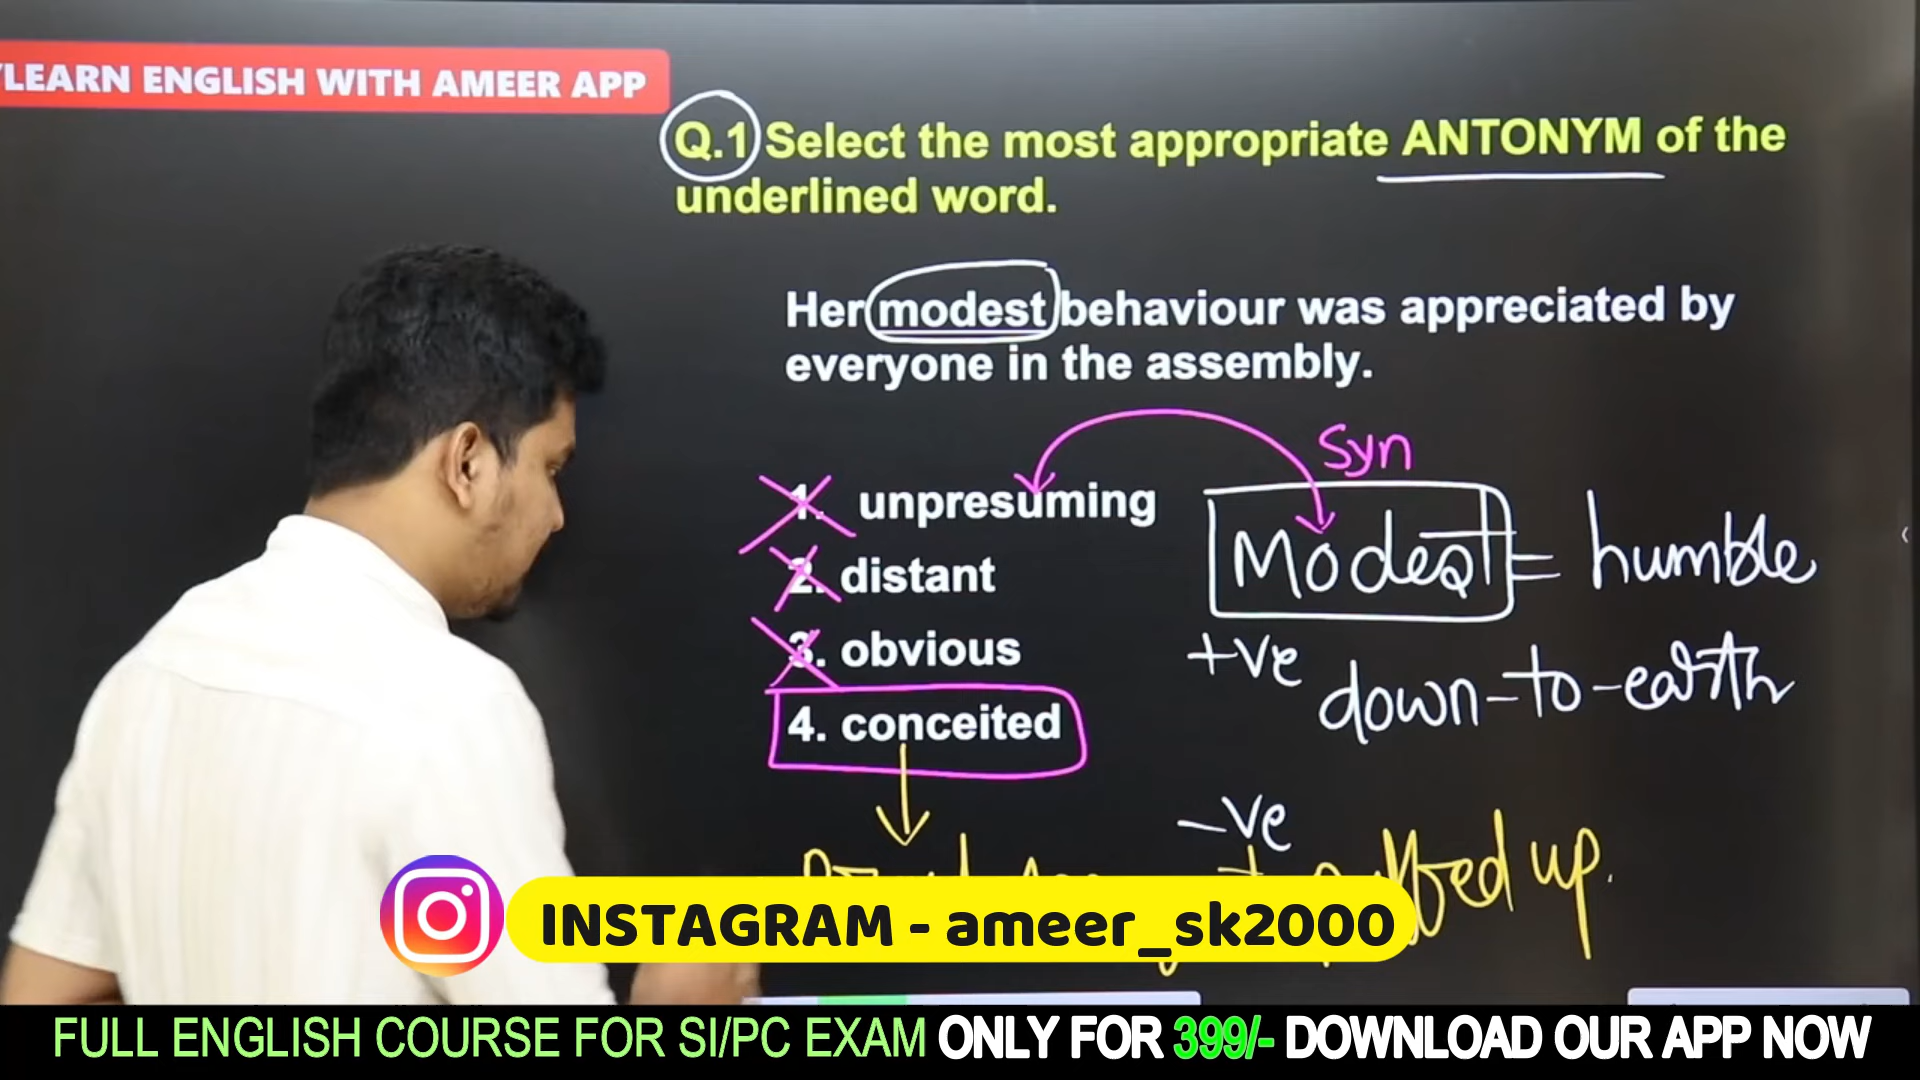 LEARN ENGLISH WITH AMEER APP
Q.1 Select the most appropriate ANTONYM of the
underlined word.
Her modest behaviour was appreciated by
everyone in the assembly.
Syn
1. unpresuming
Modest = humble
2. distant
3. obvious
+ve down-to-earth
4. conceited
-ve
up.
INSTAGRAM - ameer_sk2000
FULL ENGLISH COURSE FOR SI/PC EXAM ONLY FOR 399/- DOWNLOAD OUR APP NOW